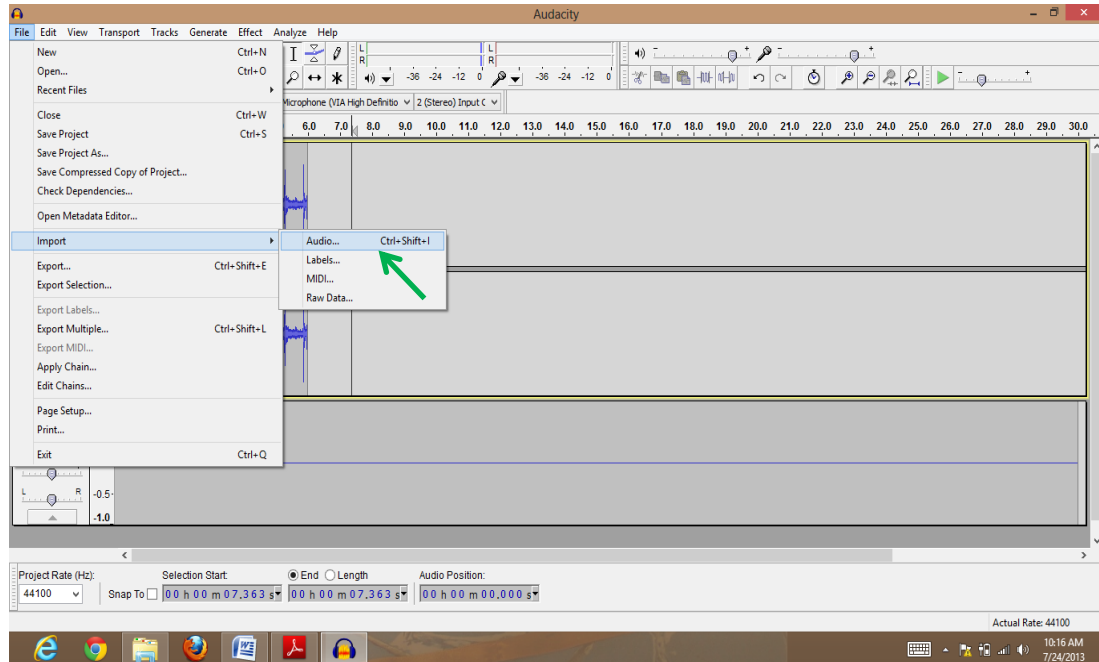 Audacity
File Edit View Transport Tracks Generate Effect Analyze Help
New Ctrl+N
Open... Ctrl+O
Recent Files
Close Ctrl+W
Save Project Ctrl+S
Save Project As...
Save Compressed Copy of Project...
Check Dependencies...
Open Metadata Editor...
Import
Export... Ctrl+Shift+E
Export Selection...
Export Labels...
Export Multiple... Ctrl+Shift+L
Export MIDI...
Apply Chain...
Edit Chains...
Page Setup...
Print...
Exit Ctrl+Q
Audio... Ctrl+Shift+I
Labels...
MIDI...
Raw Data...
L L
R R
-36 -24 -12 0 -36 -24 -12 0
Microphone (VIA High Definitio 2 (Stereo) Input C
6.0 7.0 8.0 9.0 10.0 11.0 12.0 13.0 14.0 15.0 16.0 17.0 18.0 19.0 20.0 21.0 22.0 23.0 24.0 25.0 26.0 27.0 28.0 29.0 30.0
L R -0.5
-1.0
Project Rate (Hz): Selection Start: End Length Audio Position:
44100 Snap To 00 h 00 m 07.363 s 00 h 00 m 07.363 s 00 h 00 m 00.000 s
Actual Rate: 44100
10:16 AM
7/24/2013